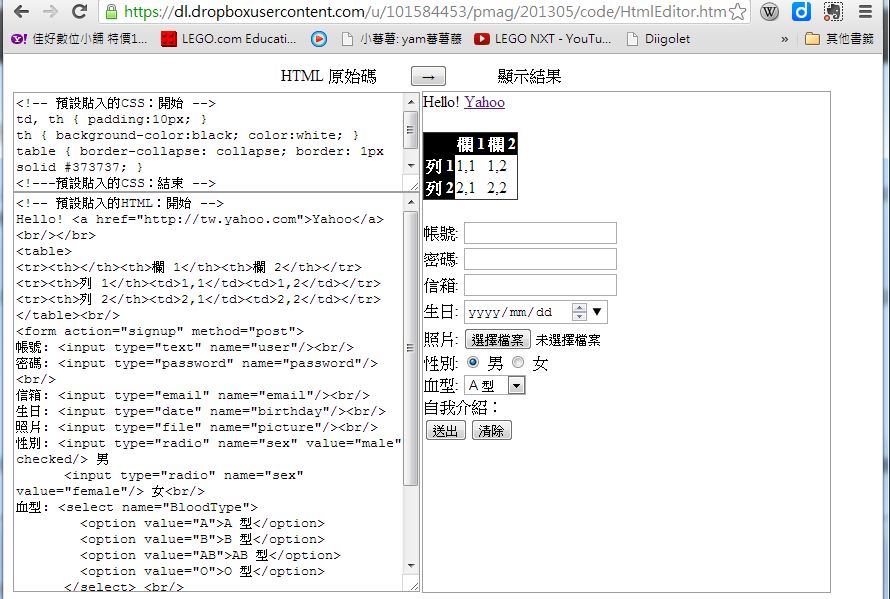 https://dl.dropboxusercontent.com/u/101584453/pmag/201305/code/HtmlEditor.htm
佳好數位小舖 特價1... LEGO.com Educati... 小蕃薯: yam蕃薯藤 LEGO NXT - YouTu... Diigolet » 其他書籤
HTML 原始碼 → 顯示結果
<!-- 預設貼入的CSS：開始 -->
td, th { padding:10px; }
th { background-color:black; color:white; }
table { border-collapse: collapse; border: 1px
solid #373737; }
<!---預設貼入的CSS：結束 -->
<!-- 預設貼入的HTML：開始 -->
Hello! <a href="http://tw.yahoo.com">Yahoo</a>
<br/></br>
<table>
<tr><th></th><th>欄 1</th><th>欄 2</th></tr>
<tr><th>列 1</th><td>1,1</td><td>1,2</td></tr>
<tr><th>列 2</th><td>2,1</td><td>2,2</td></tr>
</table><br/>
<form action="signup" method="post">
帳號: <input type="text" name="user"/><br/>
密碼: <input type="password" name="password"/>
<br/>
信箱: <input type="email" name="email"/><br/>
生日: <input type="date" name="birthday"/><br/>
照片: <input type="file" name="picture"/><br/>
性別: <input type="radio" name="sex" value="male"
checked/> 男
<input type="radio" name="sex"
value="female"/> 女<br/>
血型: <select name="BloodType">
<option value="A">A 型</option>
<option value="B">B 型</option>
<option value="AB">AB 型</option>
<option value="O">O 型</option>
</select> <br/>
Hello! Yahoo
欄 1 欄 2
列 1 1,1 1,2
列 2 2,1 2,2
帳號:
密碼:
信箱:
生日: yyyy/mm/dd
照片: 選擇檔案 未選擇檔案
性別: 男 女
血型: A 型
自我介紹：
送出 清除